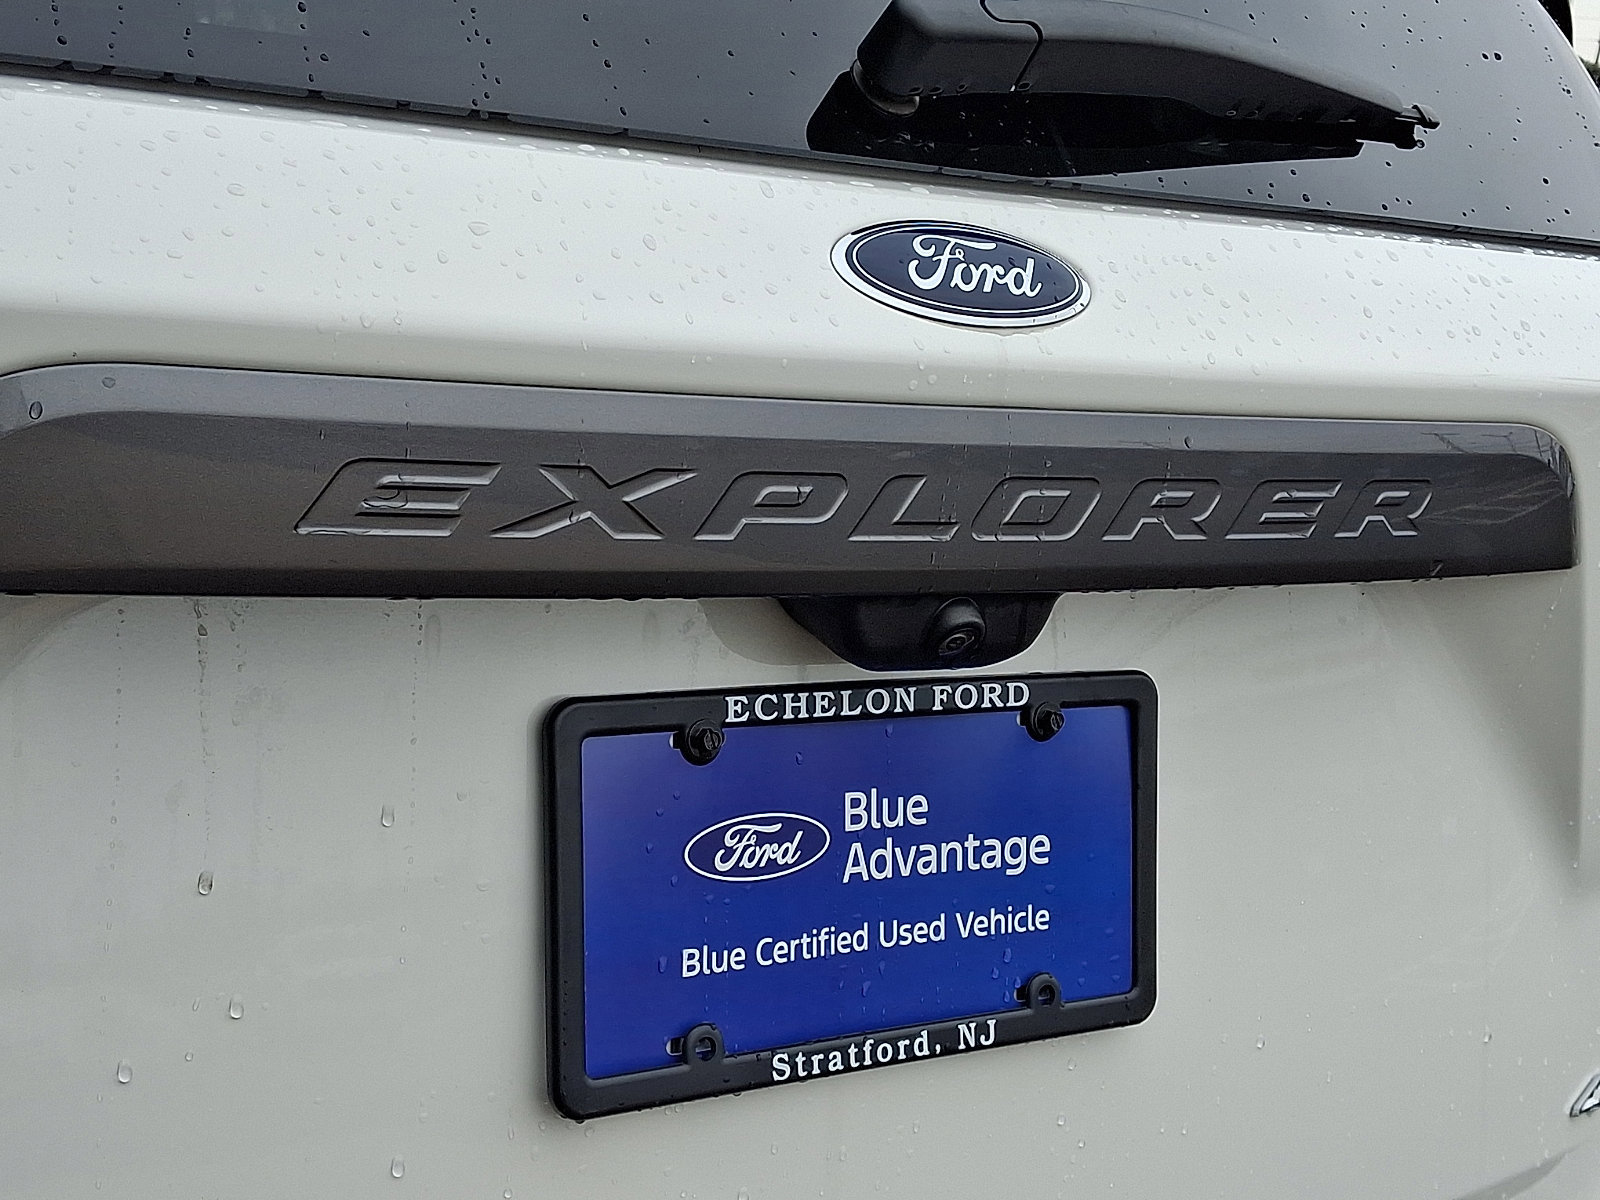 Ford
EXPLORER
ECHELON FORD
Ford
Blue
Advantage
Blue Certified Used Vehicle
Stratford, NJ